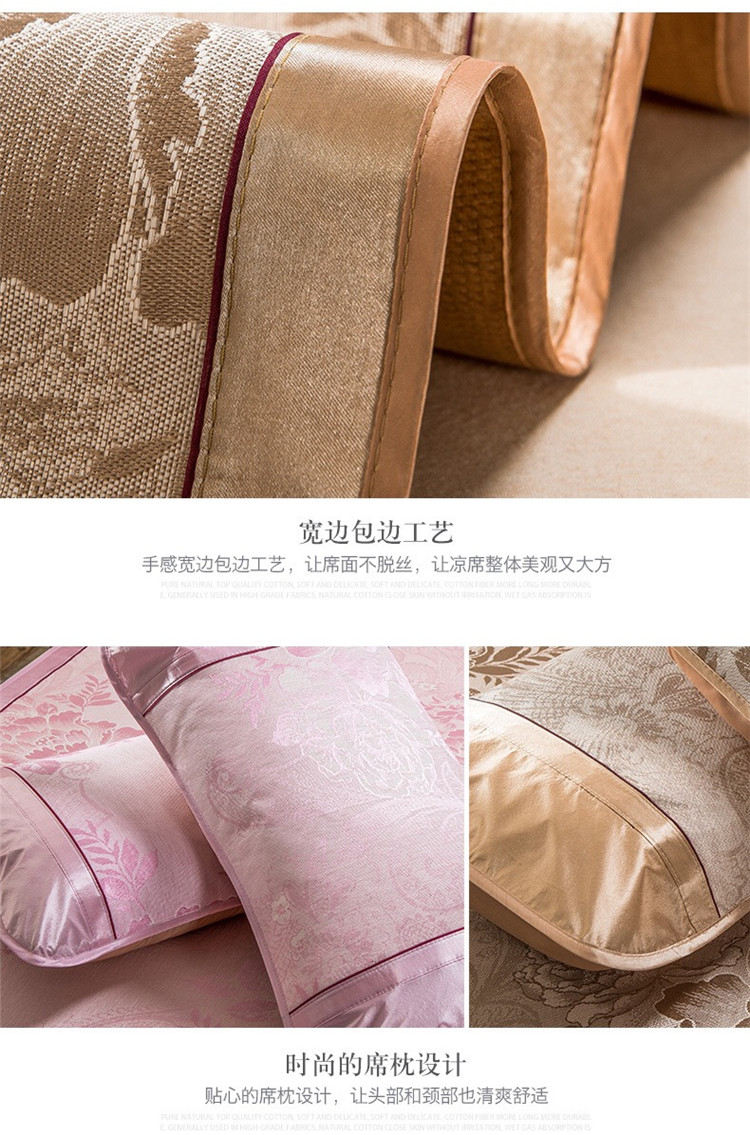 宽边包边工艺
手感宽边包边工艺，让席面不脱丝，让凉席整体美观又大方
PURE NATURAL TOP QUALITY COTTON, SOFT AND DELICATE, SOFT AND DELICATE, COTTON FIBER MORE LONG MORE DURABL
E, GENERALLY USED IN HIGH-GRADE FABRICS, NATURAL COTTON CLOSE SKIN WITHOUT IRRITATION, WET GAS ABSORPTION IS
时尚的席枕设计
贴心的席枕设计，让头部和颈部也清爽舒适
PURE NATURAL TOP QUALITY COTTON, SOFT AND DELICATE, SOFT AND DELICATE, COTTON FIBER MORE LONG MORE DURABL
E, GENERALLY USED IN HIGH-GRADE FABRICS, NATURAL COTTON CLOSE SKIN WITHOUT IRRITATION, WET GAS ABSORPTION IS